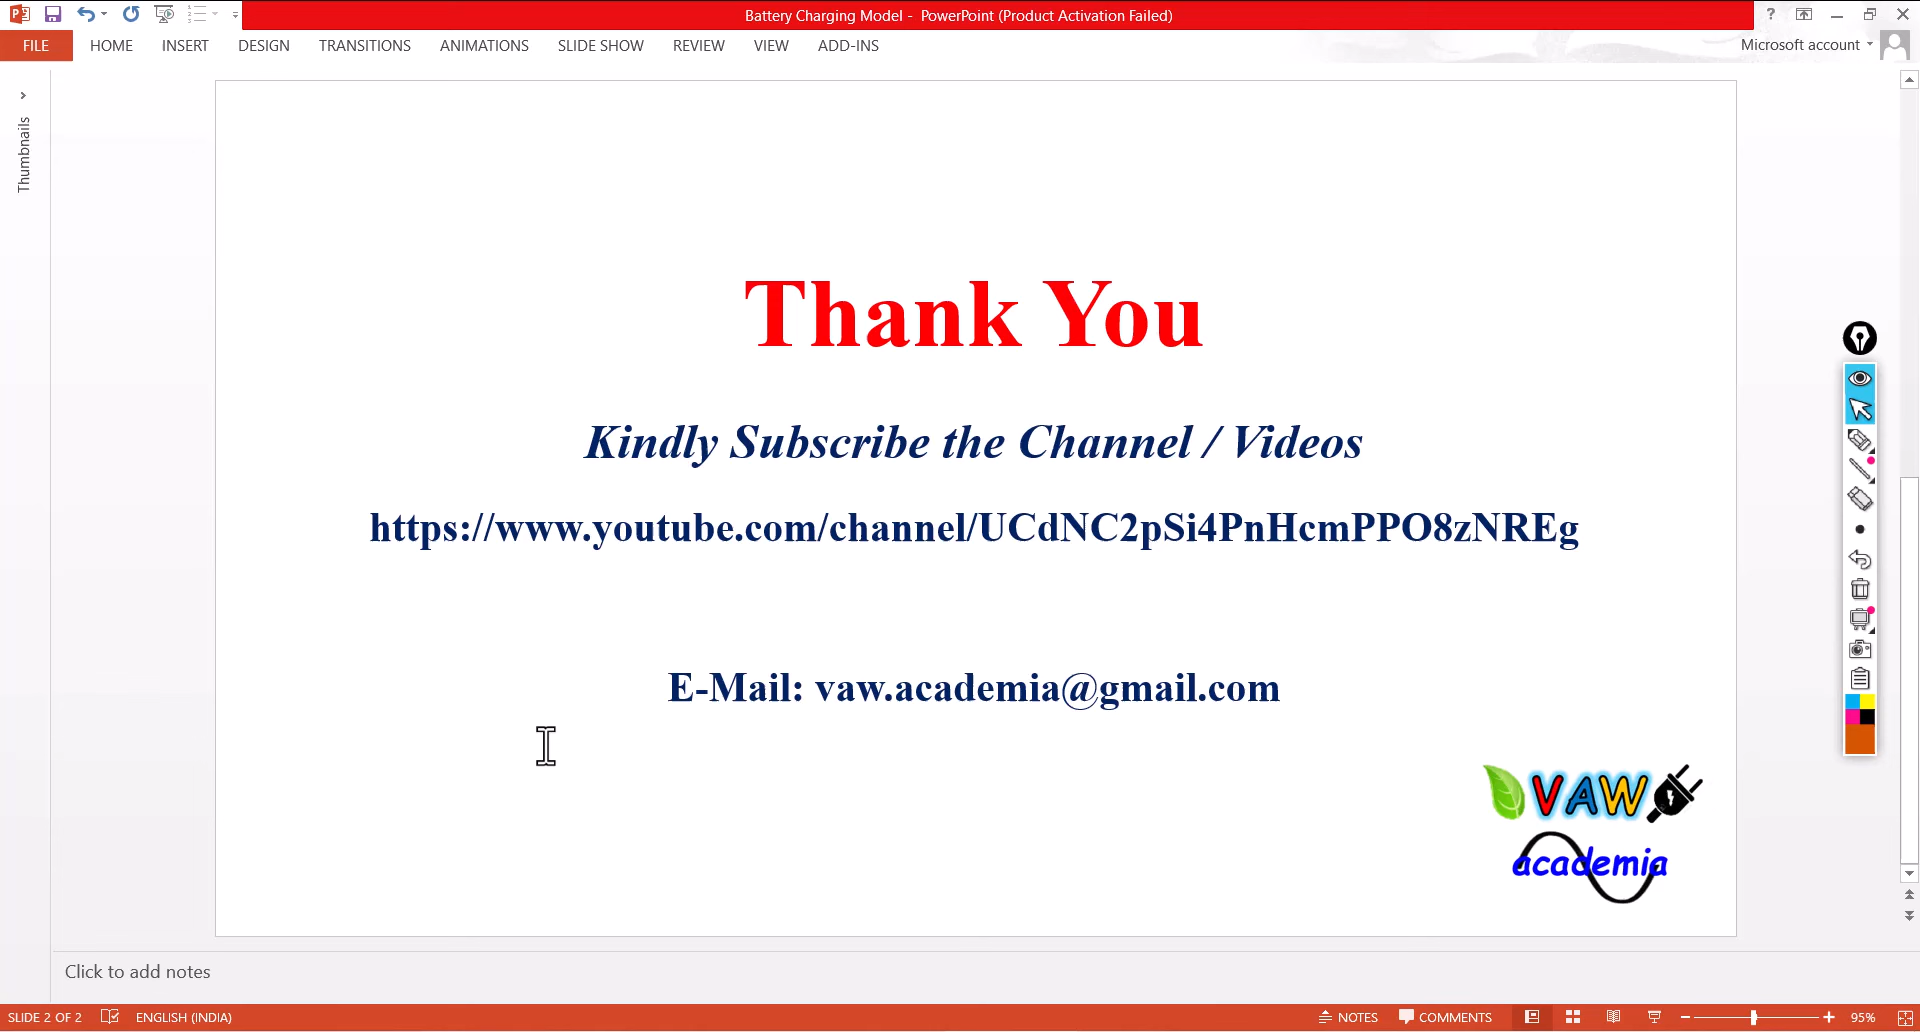 Battery Charging Model - PowerPoint (Product Activation Failed)
?
FILE HOME INSERT DESIGN TRANSITIONS ANIMATIONS SLIDE SHOW REVIEW VIEW ADD-INS
Microsoft account
Thumbnails
Thank You
Kindly Subscribe the Channel / Videos
https://www.youtube.com/channel/UCdNC2pSi4PnHcmPPO8zNREg
E-Mail: vaw.academia@gmail.com
VAW
academia
Click to add notes
SLIDE 2 OF 2 ENGLISH (INDIA) NOTES COMMENTS 95%